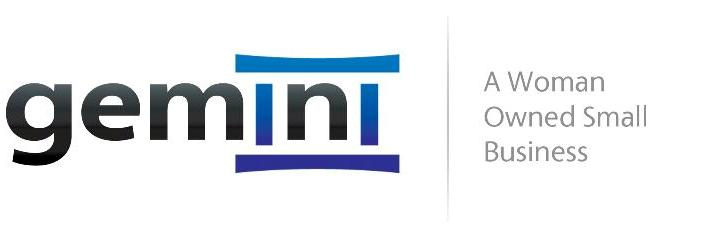 gemini
A Woman
Owned Small
Business